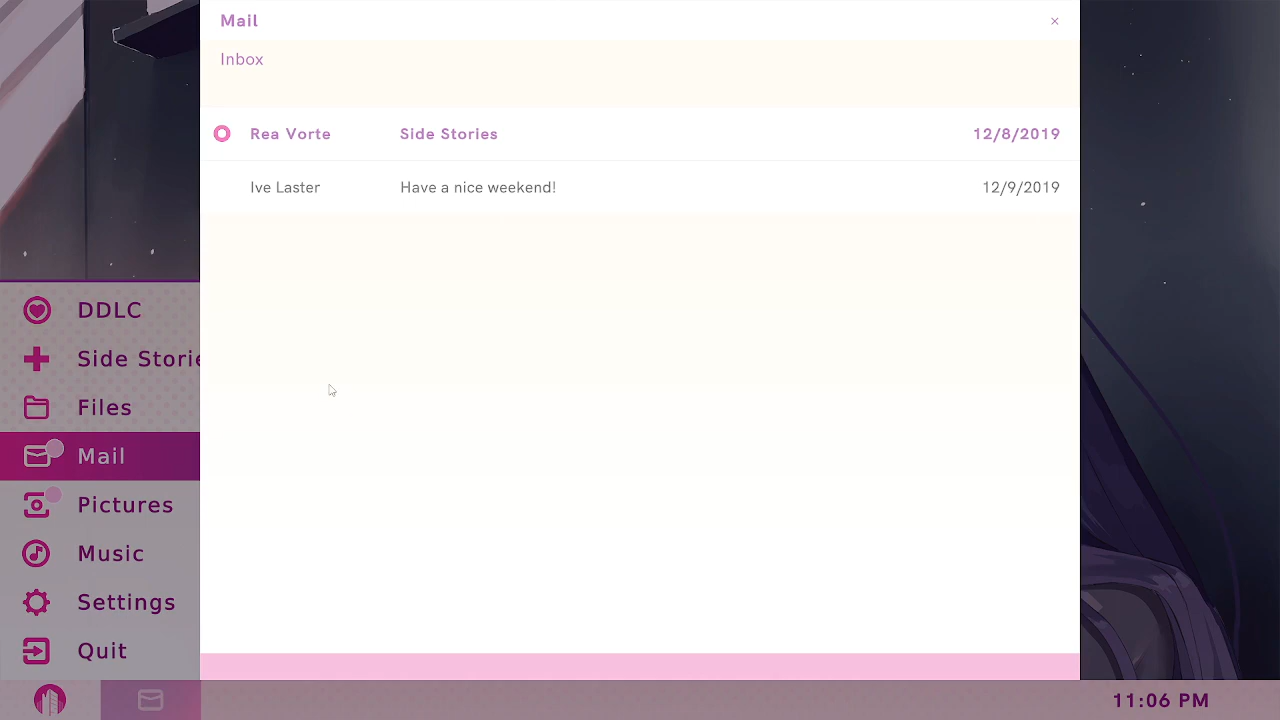 Mail
×
Inbox
Rea Vorte Side Stories 12/8/2019
Ive Laster Have a nice weekend! 12/9/2019
DDLC
Side Storie
Files
Mail
Pictures
Music
Settings
Quit
11:06 PM